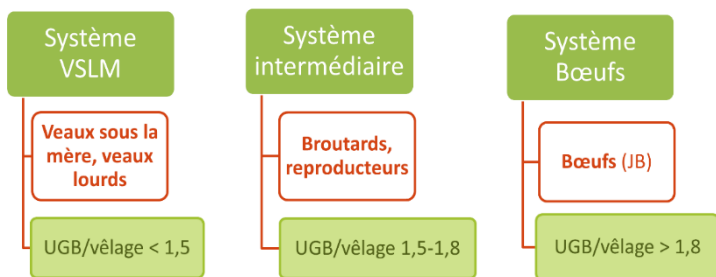 Système
VSLM
Veaux sous la
mère, veaux
lourds
UGB/vêlage < 1,5
Système
intermédiaire
Broutards,
reproducteurs
UGB/vêlage 1,5-1,8
Système
Bœufs
Bœufs (JB)
UGB/vêlage > 1,8